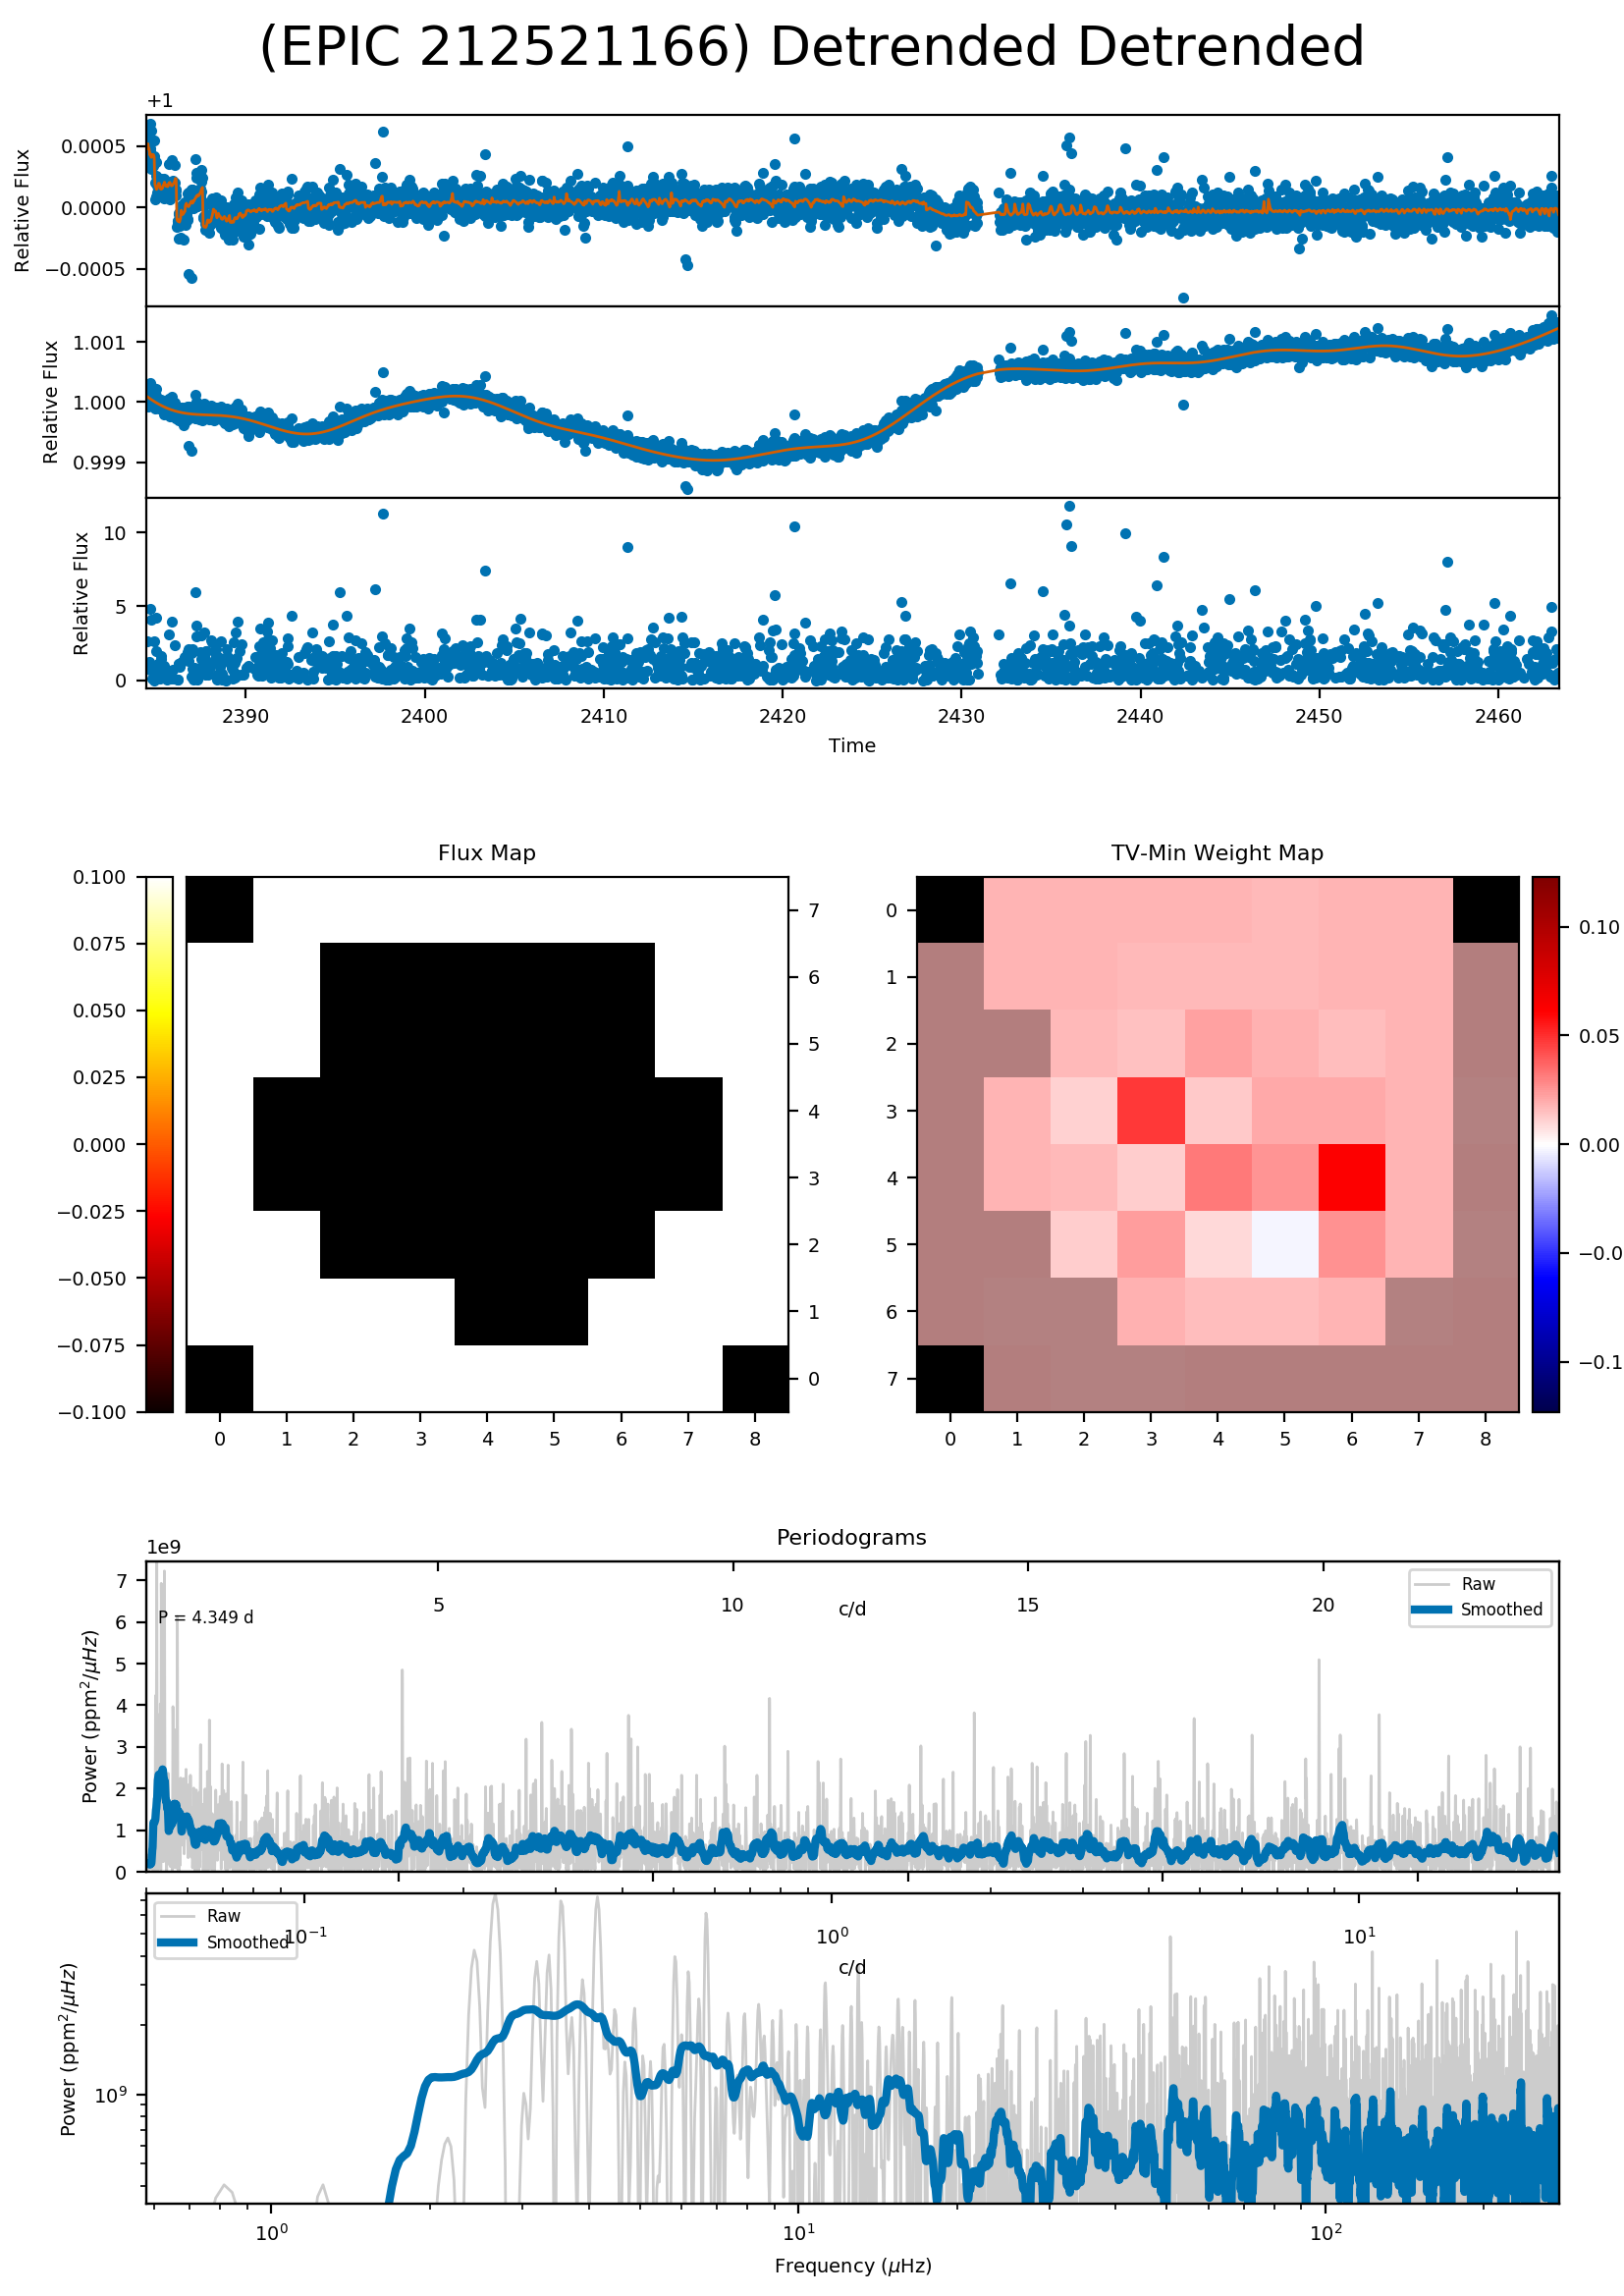 (EPIC 212521166) Detrended Detrended
+1
0.0005
0.0000
−0.0005
Relative Flux
1.001
1.000
0.999
Relative Flux
10
5
0
Relative Flux
2390 2400 2410 2420 2430 2440 2450 2460
Time
Flux Map
0.100
0.075
0.050
0.025
0.000
−0.025
−0.050
−0.075
−0.100
7
6
5
4
3
2
1
0
0 1 2 3 4 5 6 7 8
TV-Min Weight Map
0
1
2
3
4
5
6
7
0 1 2 3 4 5 6 7 8
0.10
0.05
0.00
−0.0
−0.1
Periodograms
1e9
7
6
5
4
3
2
1
0
Power (ppm²/μHz)
P = 4.349 d
5 10 15 20
c/d
Raw
Smoothed
Raw
Smoothed
10⁻¹ 10⁰ 10¹
c/d
10⁹
Power (ppm²/μHz)
10⁰ 10¹ 10²
Frequency (μHz)